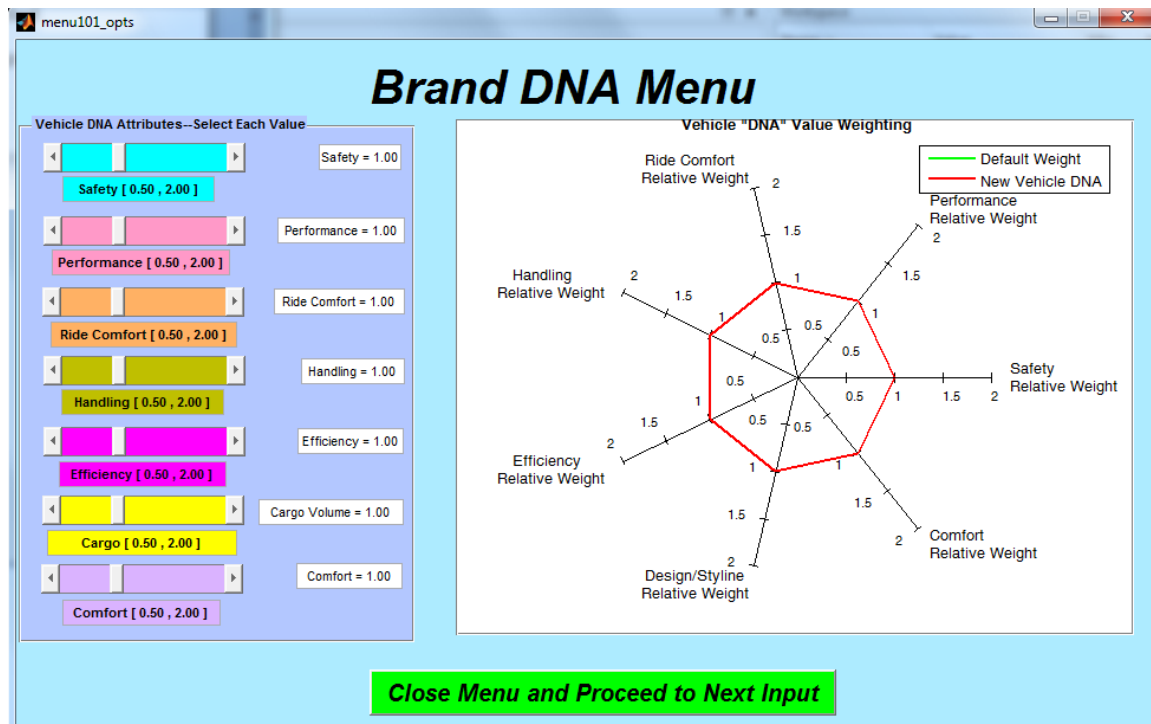 menu101_opts
Brand DNA Menu
Vehicle DNA Attributes--Select Each Value
Safety = 1.00
Safety [ 0.50 , 2.00 ]
Performance = 1.00
Performance [ 0.50 , 2.00 ]
Ride Comfort = 1.00
Ride Comfort [ 0.50 , 2.00 ]
Handling = 1.00
Handling [ 0.50 , 2.00 ]
Efficiency = 1.00
Efficiency [ 0.50 , 2.00 ]
Cargo Volume = 1.00
Cargo [ 0.50 , 2.00 ]
Comfort = 1.00
Comfort [ 0.50 , 2.00 ]
Vehicle "DNA" Value Weighting
Default Weight
New Vehicle DNA
Ride Comfort
Relative Weight
2
1.5
1
0.5
Performance
Relative Weight
2
1.5
1
0.5
Handling
Relative Weight
2
1.5
1
0.5
Safety
Relative Weight
0.5
1
1.5
2
Efficiency
Relative Weight
2
1.5
1
0.5
Design/Styline
Relative Weight
2
1.5
1
0.5
Comfort
Relative Weight
2
1.5
1
0.5
Close Menu and Proceed to Next Input